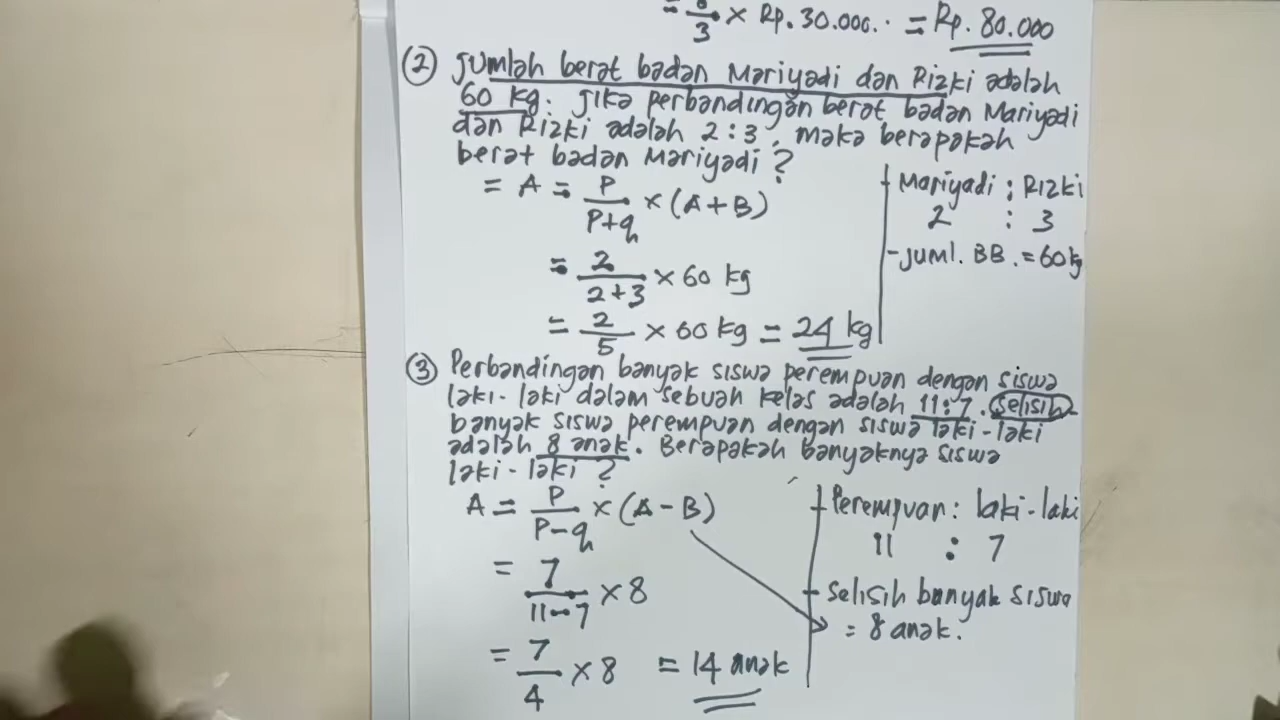 = 8/3 × Rp. 30.000.. = Rp. 80.000
② Jumlah berat badan Mariyadi dan Rizki adalah
60 kg. Jika perbandingan berat badan Mariyadi
dan Rizki adalah 2 : 3, maka berapakah
berat badan Mariyadi ?
= A = P/P+q × (A+B)
= 2/2+3 × 60 kg
= 2/5 × 60 kg = 24 kg
Mariyadi : Rizki
2 : 3
- Juml. BB. = 60 kg
③ Perbandingan banyak siswa perempuan dengan siswa
laki-laki dalam sebuah kelas adalah 11:7. Selisih
banyak siswa perempuan dengan siswa laki-laki
adalah 8 anak. Berapakah banyaknya siswa
laki-laki ?
A = P/P-q × (A-B)
= 7/11-7 × 8
= 7/4 × 8 = 14 anak
Perempuan : laki-laki
11 : 7
- Selisih banyak siswa
= 8 anak.